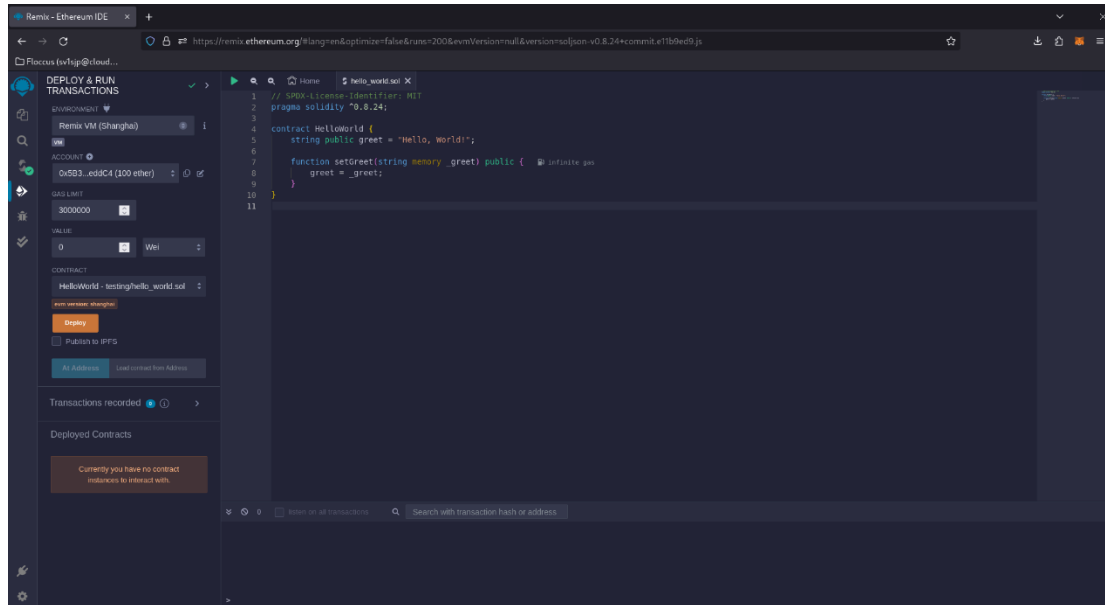 Remix - Ethereum IDE
https://remix.ethereum.org/#lang=en&optimize=false&runs=200&evmVersion=null&version=soljson-v0.8.24+commit.e11b9ed9.js
Floccus (sv1sjp@cloud...
DEPLOY & RUN
TRANSACTIONS
ENVIRONMENT
Remix VM (Shanghai)
VM
ACCOUNT
0x5B3...eddC4 (100 ether)
GAS LIMIT
3000000
VALUE
0 Wei
CONTRACT
HelloWorld - testing/hello_world.sol
evm version: shanghai
Deploy
Publish to IPFS
At Address Load contract from Address
Transactions recorded 0
Deployed Contracts
Currently you have no contract
instances to interact with.
Home hello_world.sol
1 // SPDX-License-Identifier: MIT
2 pragma solidity ^0.8.24;
3
4 contract HelloWorld {
5 string public greet = "Hello, World!";
6
7 function setGreet(string memory _greet) public { infinite gas
8 greet = _greet;
9 }
10 }
11
0 listen on all transactions Search with transaction hash or address
>